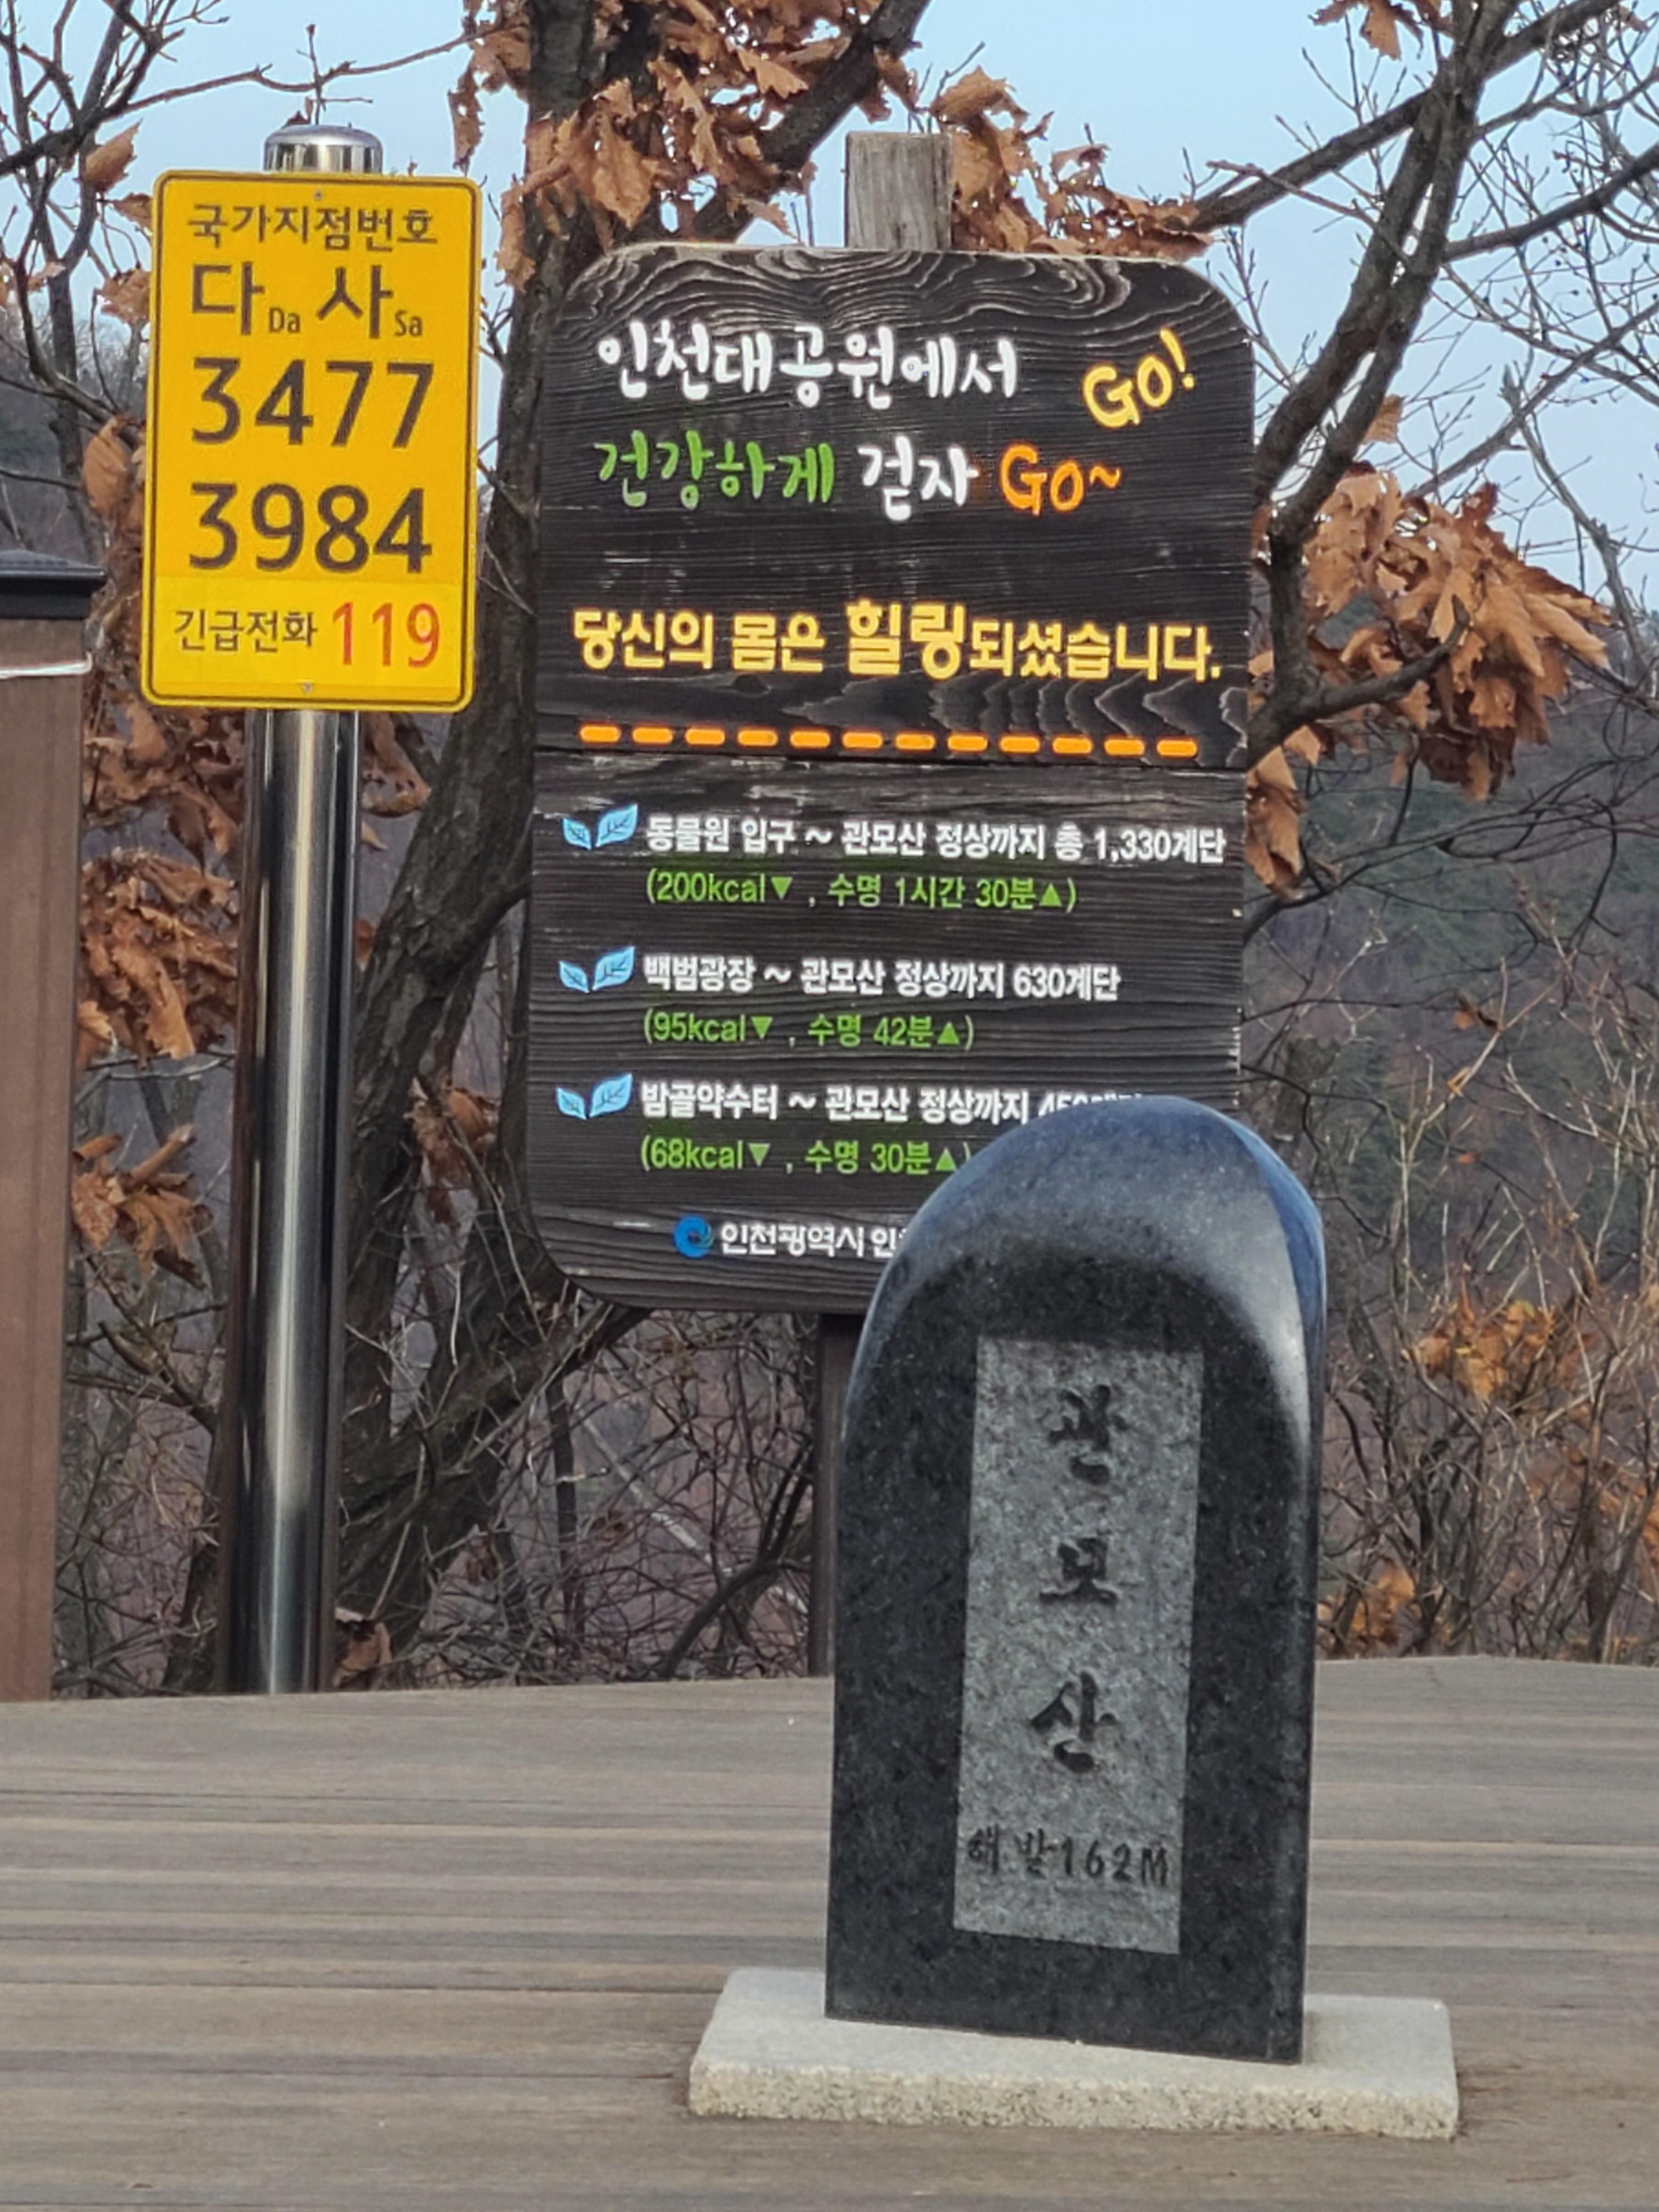 국가지점번호
다 Da 사 Sa
3477
3984
긴급전화 119
인천대공원에서 Go!
건강하게 걷자 Go~
당신의 몸은 힐링되셨습니다.
동물원 입구 ~ 관모산 정상까지 총 1,330계단
(200kcal▼ , 수명 1시간 30분▲)
백범광장 ~ 관모산 정상까지 630계단
(95kcal▼ , 수명 42분▲)
밤골약수터 ~ 관모산 정상까지
(68kcal▼ , 수명 30분▲)
인천광역시
관
모
산
해발162M